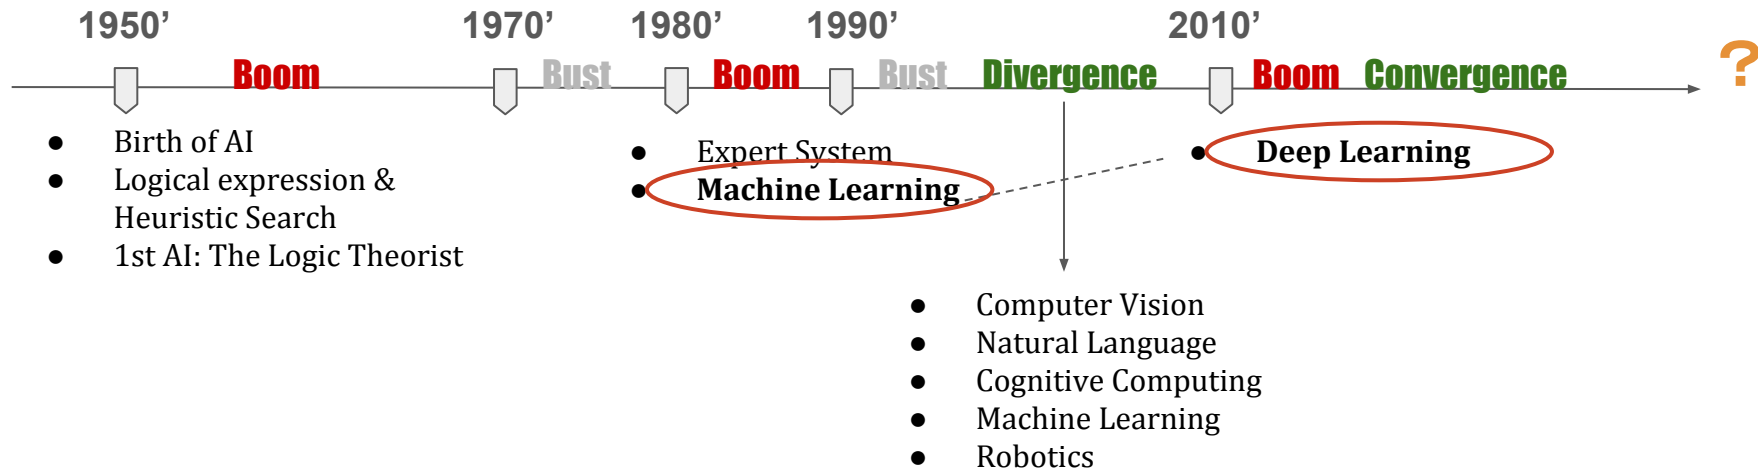 1950’ 1970’ 1980’ 1990’ 2010’
Boom Bust Boom Bust Divergence Boom Convergence ?
● Birth of AI
● Logical expression &
Heuristic Search
● 1st AI: The Logic Theorist
● Expert System
● Machine Learning
● Deep Learning
● Computer Vision
● Natural Language
● Cognitive Computing
● Machine Learning
● Robotics